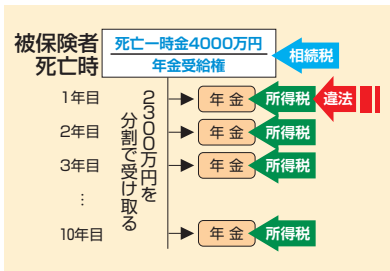 被保険者
死亡時
死亡一時金4000万円
年金受給権
相続税
1年目
年金
所得税
違法
2年目
年金
所得税
3年目
年金
所得税
…
10年目
年金
所得税
2300万円を
分割で受け取る